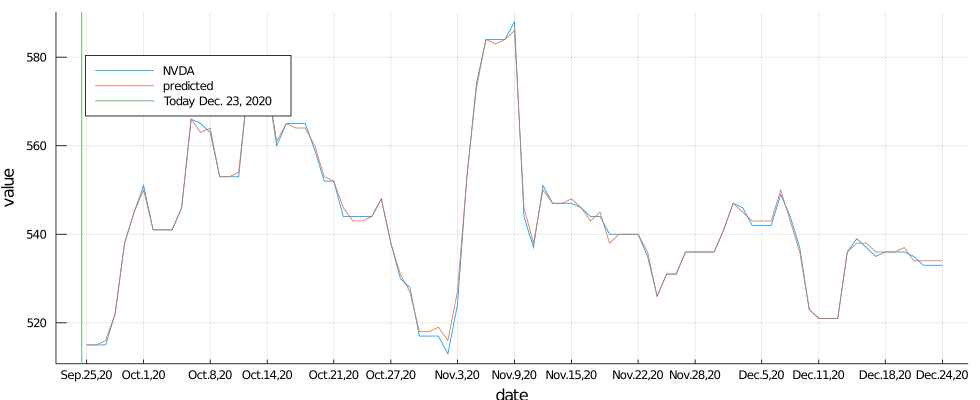 580
560
540
520
value
NVDA
predicted
Today Dec. 23, 2020
Sep.25,20 Oct.1,20 Oct.8,20 Oct.14,20 Oct.21,20 Oct.27,20 Nov.3,20 Nov.9,20 Nov.15,20 Nov.22,20 Nov.28,20 Dec.5,20 Dec.11,20 Dec.18,20 Dec.24,20
date